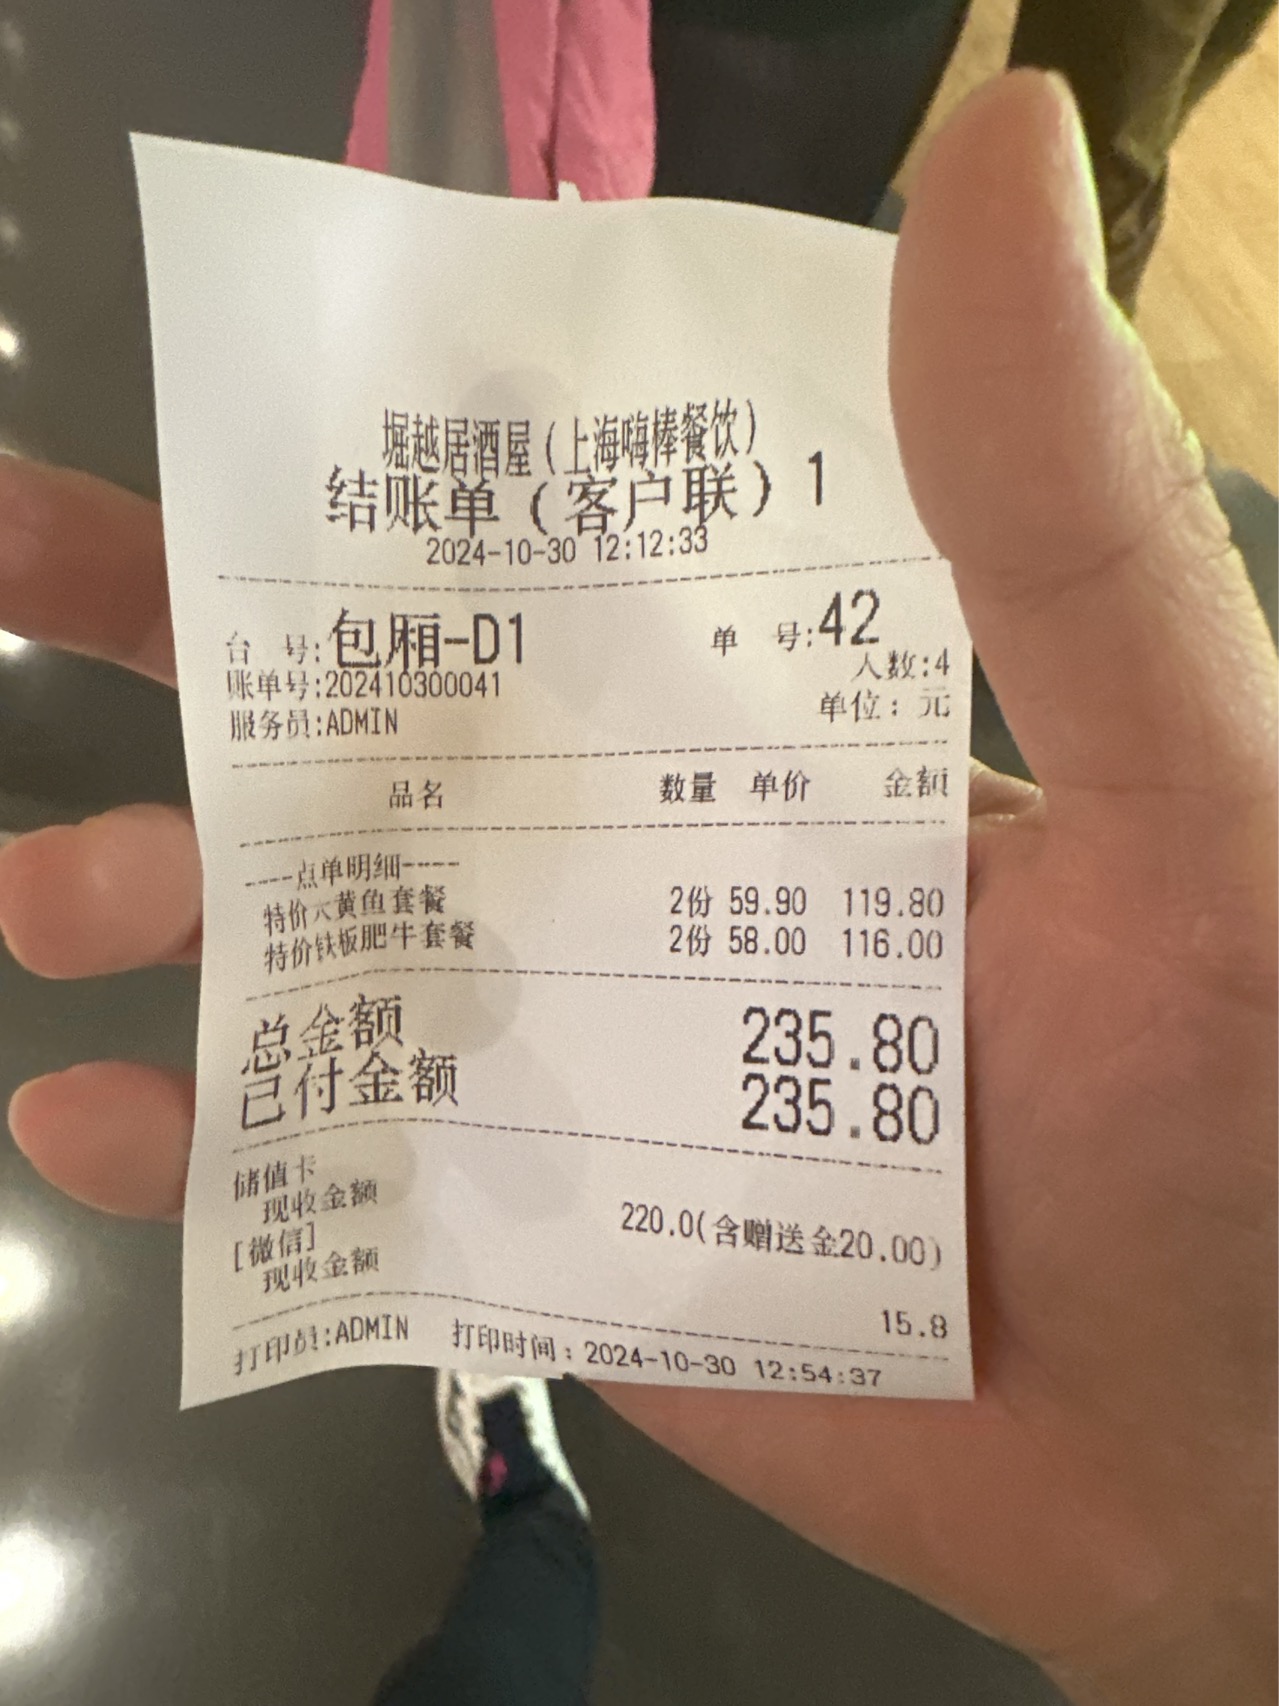 堀越居酒屋(上海嗨棒餐饮)
结账单(客户联)1
2024-10-30 12:12:33
台 号:包厢-D1 单 号:42
人数:4
账单号:202410300041
单位: 元
服务员:ADMIN
品名 数量 单价 金额
----点单明细----
特价大黄鱼套餐 2份 59.90 119.80
特价铁板肥牛套餐 2份 58.00 116.00
总金额 235.80
已付金额 235.80
储值卡
现收金额 220.0(含赠送金20.00)
[微信]
现收金额 15.8
打印员:ADMIN 打印时间:2024-10-30 12:54:37